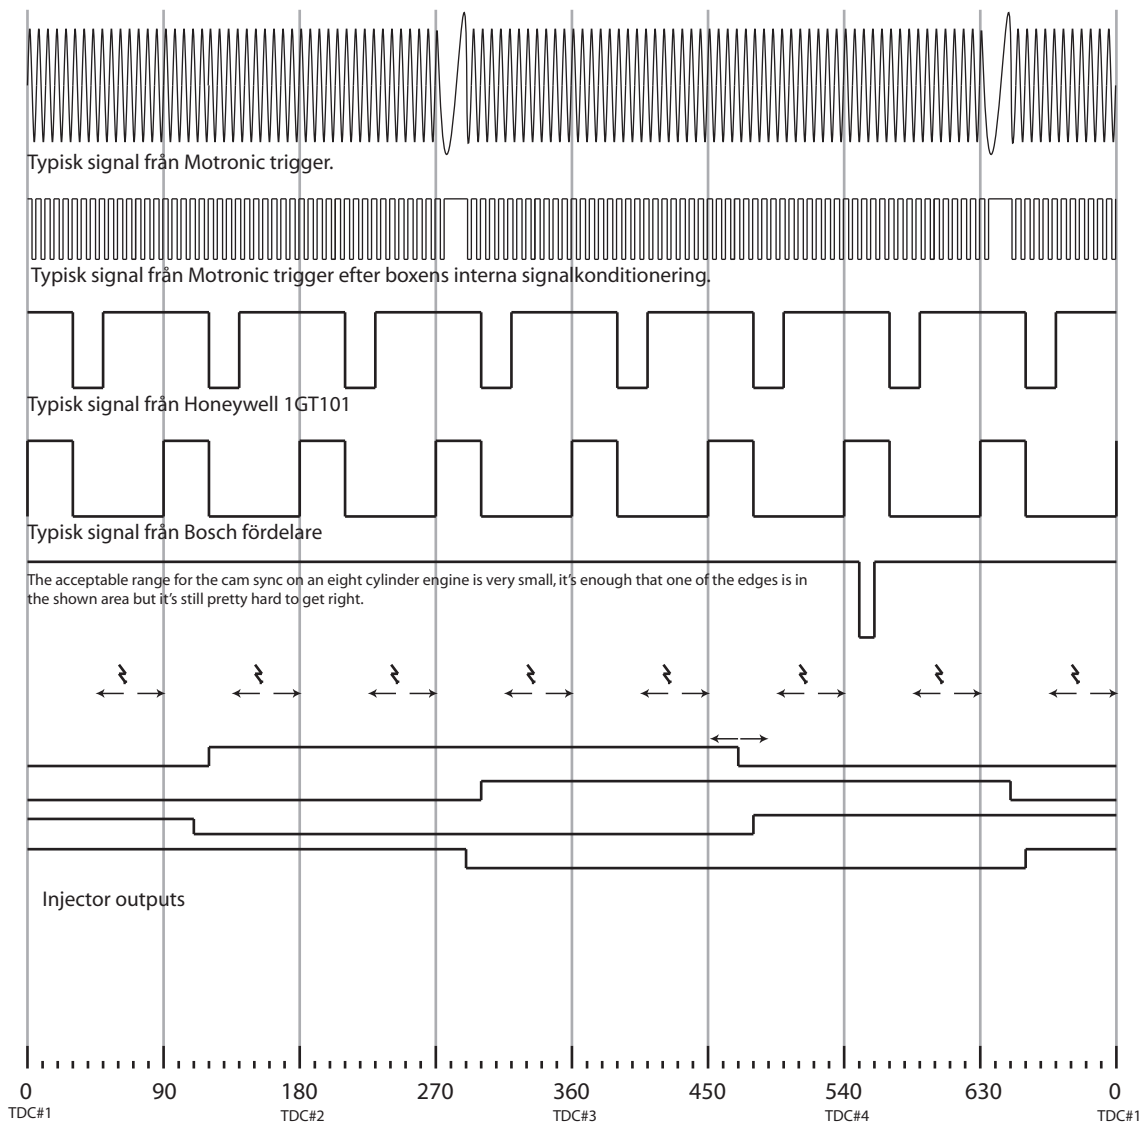 Typisk signal från Motronic trigger.
Typisk signal från Motronic trigger efter boxens interna signalkonditionering.
Typisk signal från Honeywell 1GT101
Typisk signal från Bosch fördelare
The acceptable range for the cam sync on an eight cylinder engine is very small, it's enough that one of the edges is in
the shown area but it's still pretty hard to get right.
Injector outputs
0 90 180 270 360 450 540 630 0
TDC#1 TDC#2 TDC#3 TDC#4 TDC#1